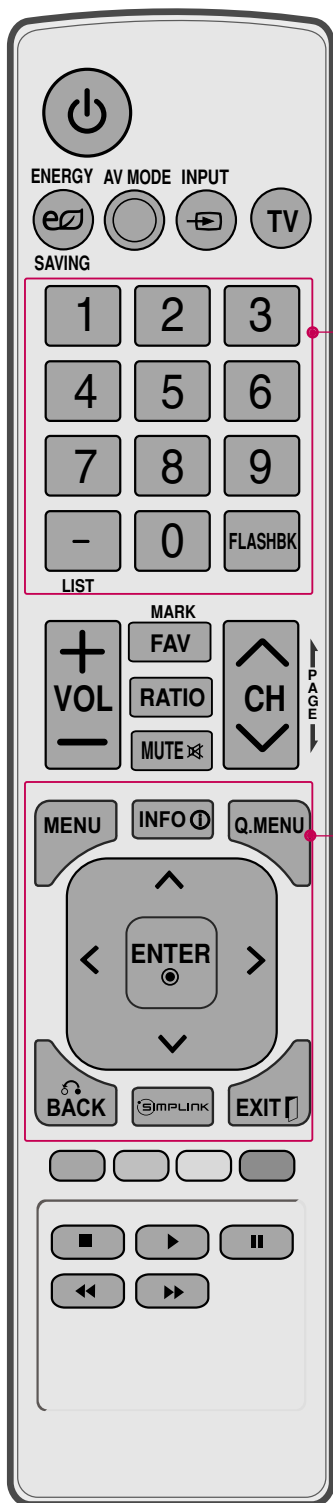 ENERGY AV MODE INPUT
TV
SAVING
1 2 3
4 5 6
7 8 9
- 0 FLASHBK
LIST
MARK
FAV
VOL RATIO CH
PAGE
MUTE
MENU INFO Q.MENU
ENTER
BACK SIMPLINK EXIT